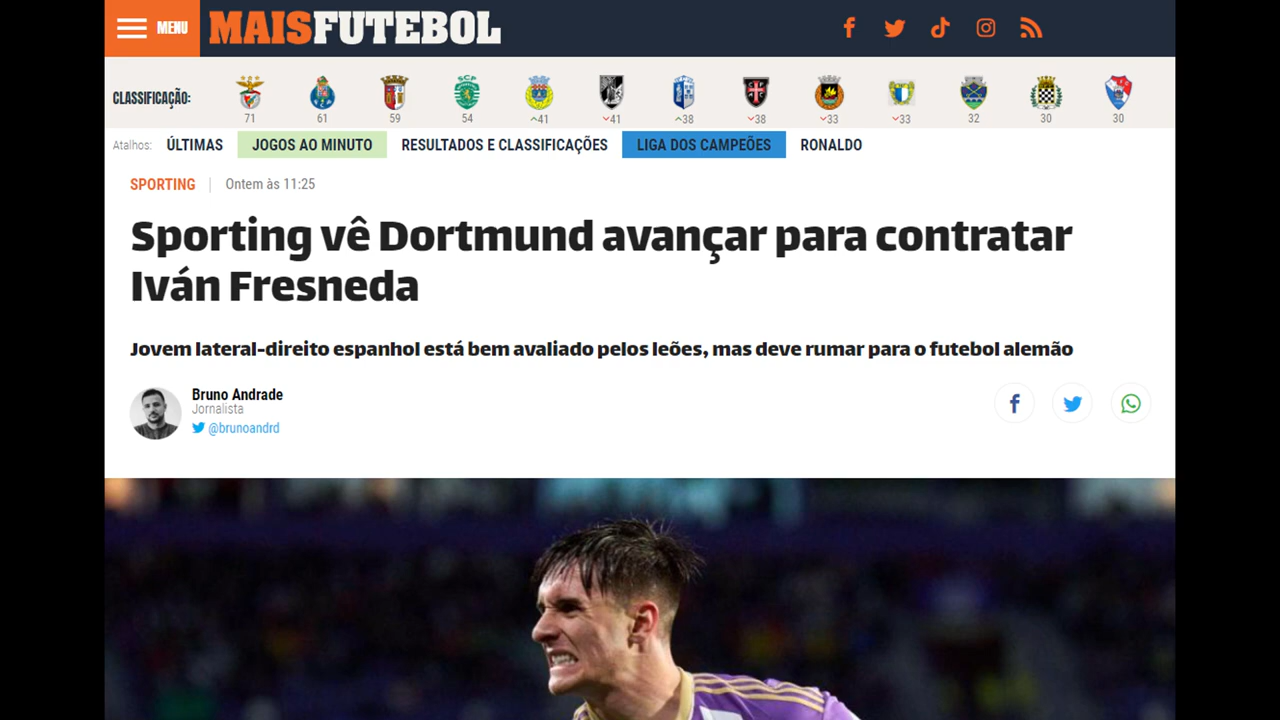 MENU MAISFUTEBOL
CLASSIFICAÇÃO:
71 61 59 54 41 41 38 38 33 33 32 30 30
Atalhos: ÚLTIMAS JOGOS AO MINUTO RESULTADOS E CLASSIFICAÇÕES LIGA DOS CAMPEÕES RONALDO
SPORTING Ontem às 11:25
Sporting vê Dortmund avançar para contratar
Iván Fresneda
Jovem lateral-direito espanhol está bem avaliado pelos leões, mas deve rumar para o futebol alemão
Bruno Andrade
Jornalista
@brunoandrd